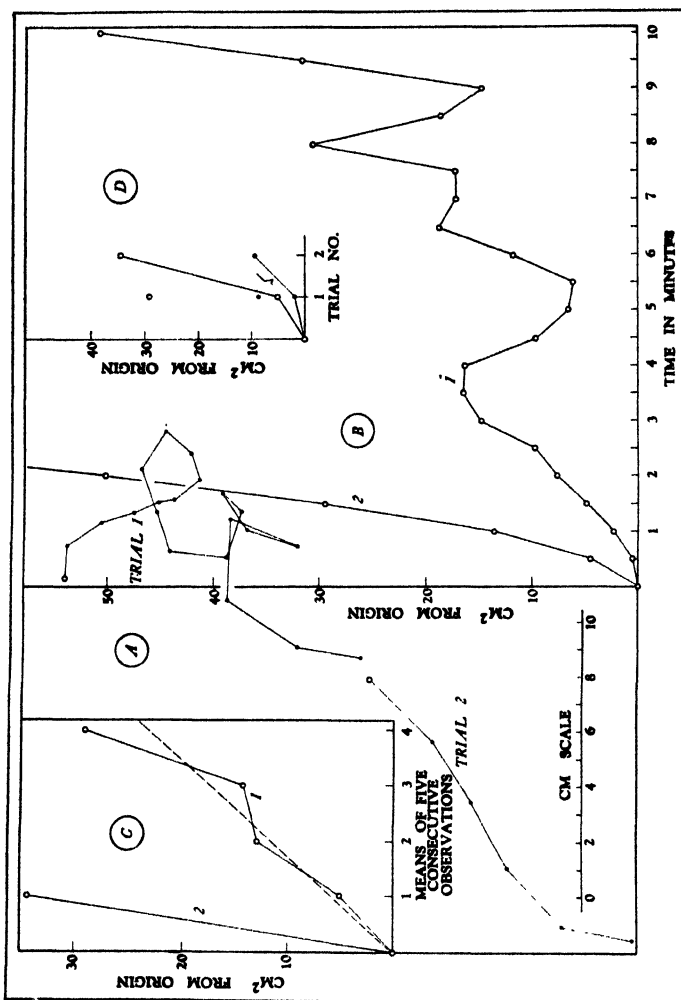 C
30
20
10
CM² FROM ORIGIN
2
1
1
2
3
4
MEANS OF FIVE
CONSECUTIVE
OBSERVATIONS
A
TRIAL 1
TRIAL 2
0
2
4
6
8
10
CM SCALE
B
50
40
30
20
10
CM² FROM ORIGIN
2
1
1
2
3
4
5
6
7
8
9
10
TIME IN MINUTES
D
40
30
20
10
CM² FROM ORIGIN
1
2
TRIAL NO.